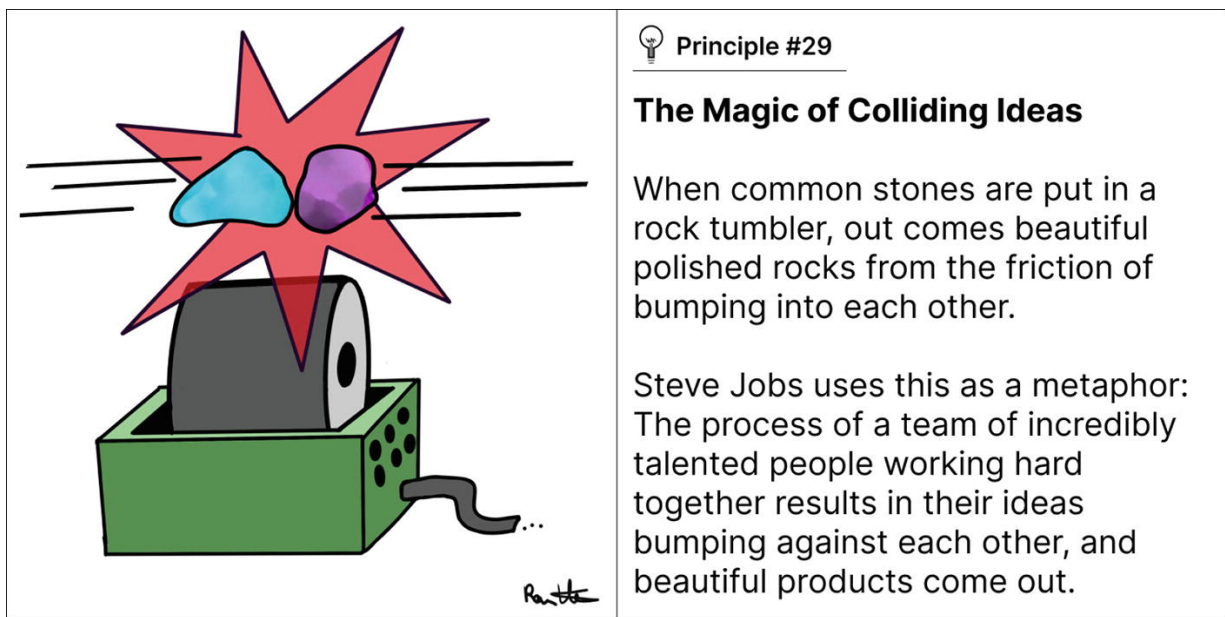 Principle #29
The Magic of Colliding Ideas
When common stones are put in a
rock tumbler, out comes beautiful
polished rocks from the friction of
bumping into each other.
Steve Jobs uses this as a metaphor:
The process of a team of incredibly
talented people working hard
together results in their ideas
bumping against each other, and
beautiful products come out.